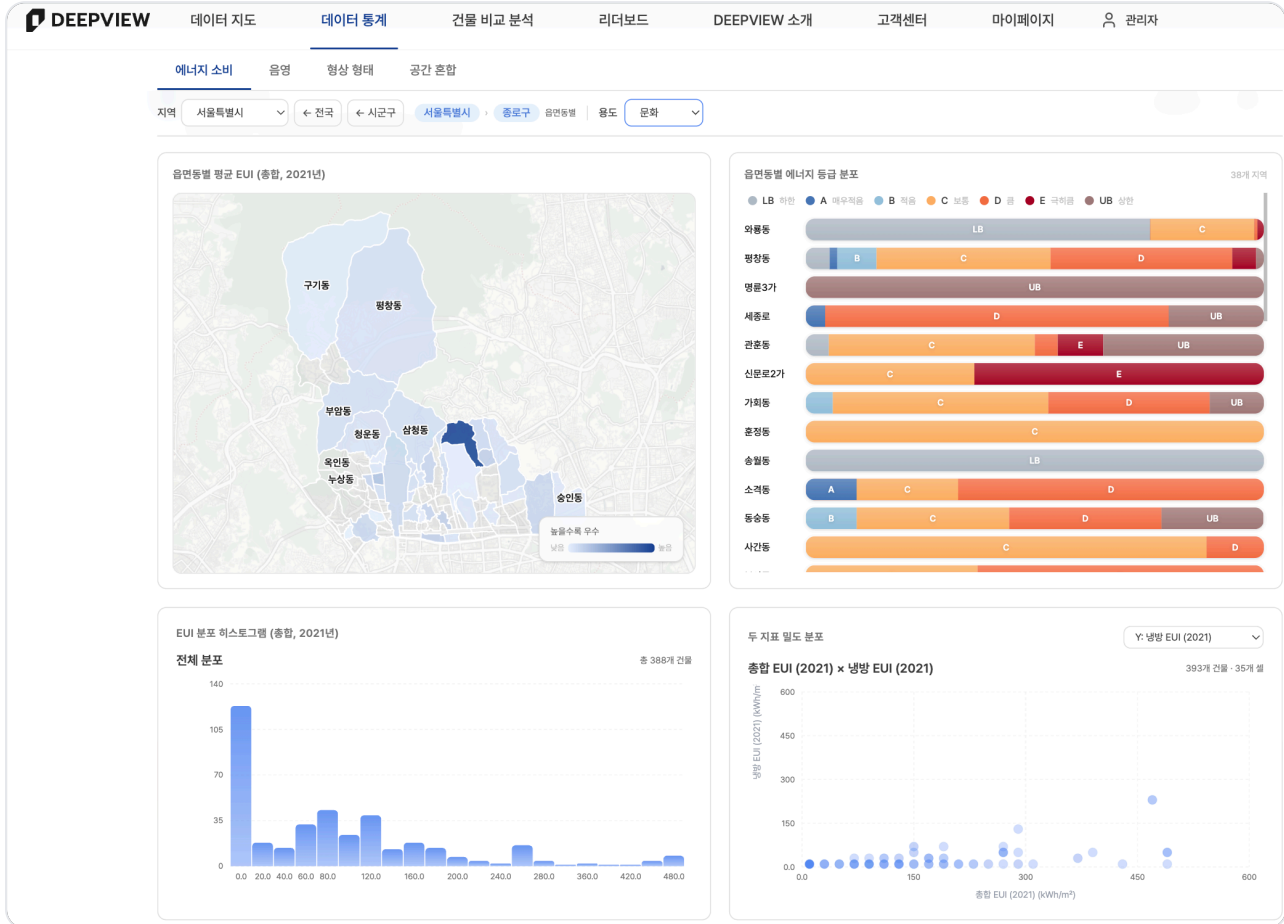 DEEPVIEW 데이터 지도 데이터 통계 건물 비교 분석 리더보드 DEEPVIEW 소개 고객센터 마이페이지 관리자
에너지 소비 음영 형상 형태 공간 혼합
지역 서울특별시 ← 전국 ← 시군구 서울특별시 › 종로구 읍면동별 용도 문화
읍면동별 평균 EUI (총합, 2021년)
구기동
평창동
부암동
청운동 삼청동
옥인동
누상동
숭인동
높을수록 우수
낮음 높음
읍면동별 에너지 등급 분포 38개 지역
LB 하한 A 매우적음 B 적음 C 보통 D 큼 E 극히큼 UB 상한
와룡동 LB C
평창동 B C D
명륜3가 UB
세종로 D UB
관훈동 C E UB
신문로2가 C E
가회동 C D UB
훈정동 C
송월동 LB
소격동 A C D
동숭동 B C D UB
사간동 C D
EUI 분포 히스토그램 (총합, 2021년)
전체 분포 총 388개 건물
140
105
70
35
0
0.0 20.0 40.0 60.0 80.0 120.0 160.0 200.0 240.0 280.0 360.0 420.0 480.0
두 지표 밀도 분포 Y: 냉방 EUI (2021)
총합 EUI (2021) × 냉방 EUI (2021) 393개 건물 · 35개 셀
냉방 EUI (2021) (kWh/m
600
450
300
150
0.0
0.0 150 300 450 600
총합 EUI (2021) (kWh/m²)